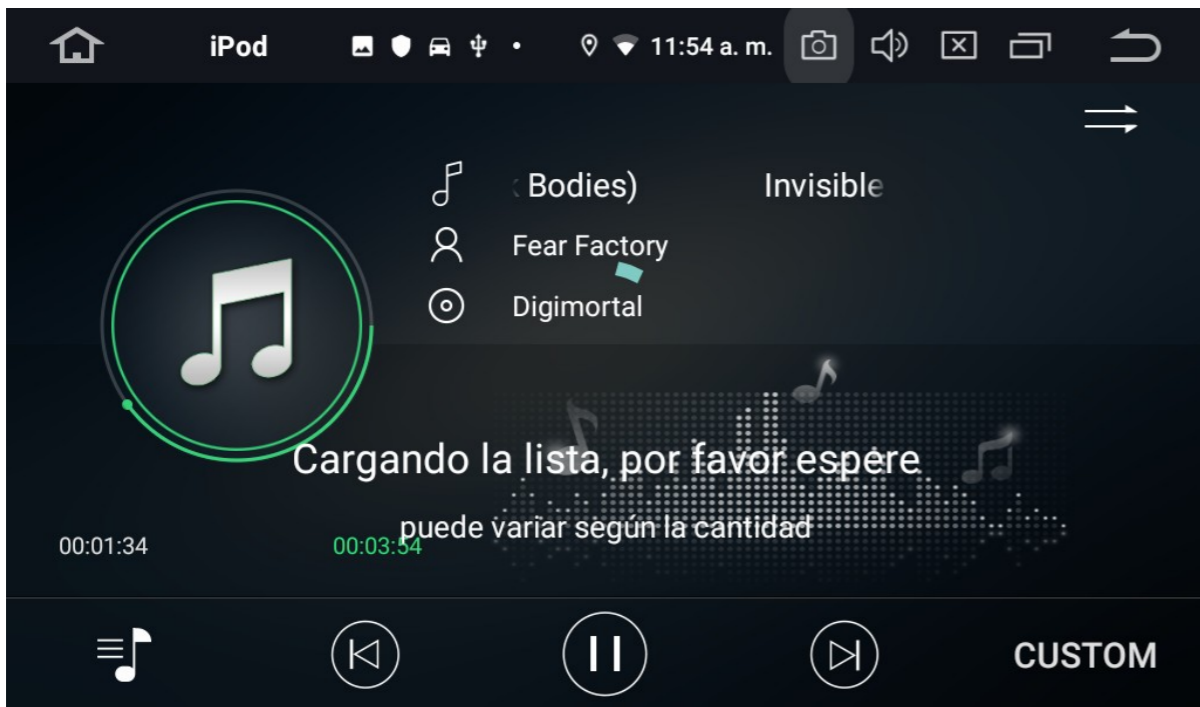 iPod 11:54 a. m.
Bodies) Invisible
Fear Factory
Digimortal
Cargando la lista, por favor espere
puede variar según la cantidad
00:01:34 00:03:54
CUSTOM